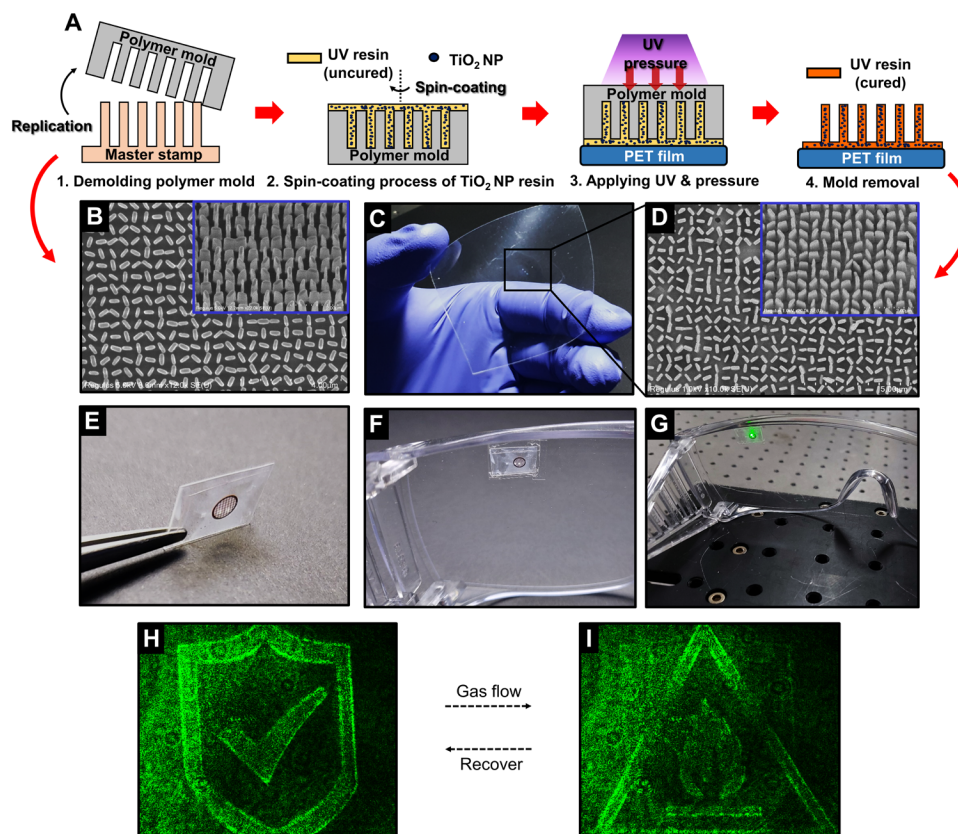 A
Polymer mold
Replication
Master stamp
1. Demolding polymer mold
UV resin
(uncured)
TiO₂ NP
Spin-coating
Polymer mold
2. Spin-coating process of TiO₂ NP resin
UV
pressure
Polymer mold
PET film
3. Applying UV & pressure
UV resin
(cured)
PET film
4. Mold removal
B
C
D
E
F
G
H
Gas flow
Recover
I